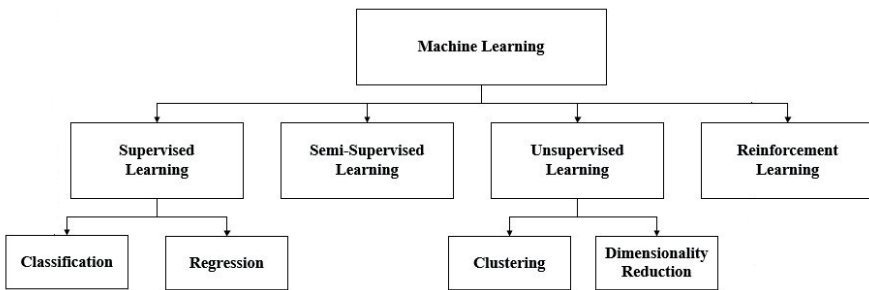 Machine Learning
Supervised
Learning
Semi-Supervised
Learning
Unsupervised
Learning
Reinforcement
Learning
Classification
Regression
Clustering
Dimensionality
Reduction